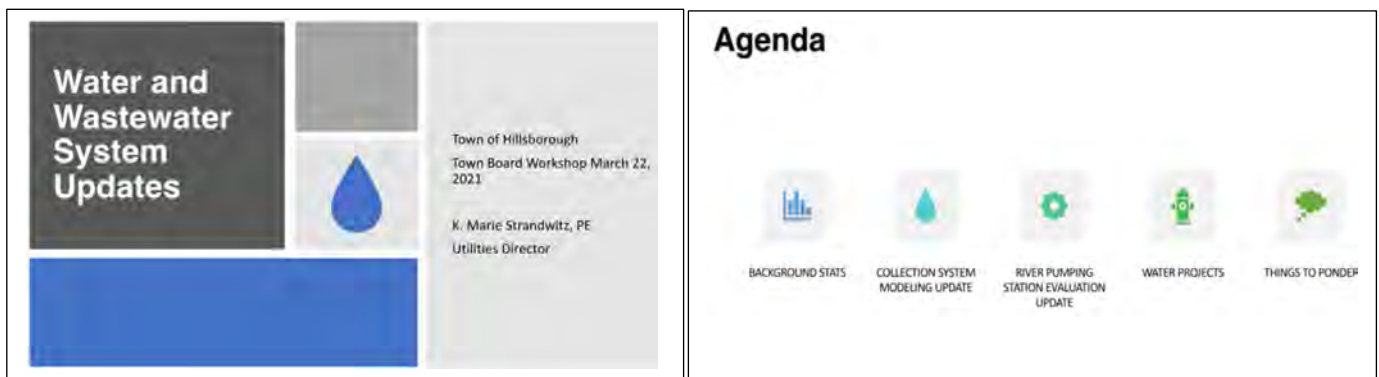 Water and
Wastewater
System
Updates
Town of Hillsborough
Town Board Workshop March 22,
2021
K. Marie Strandwitz, PE
Utilities Director
Agenda
BACKGROUND STATS
COLLECTION SYSTEM
MODELING UPDATE
RIVER PUMPING
STATION EVALUATION
UPDATE
WATER PROJECTS
THINGS TO PONDER